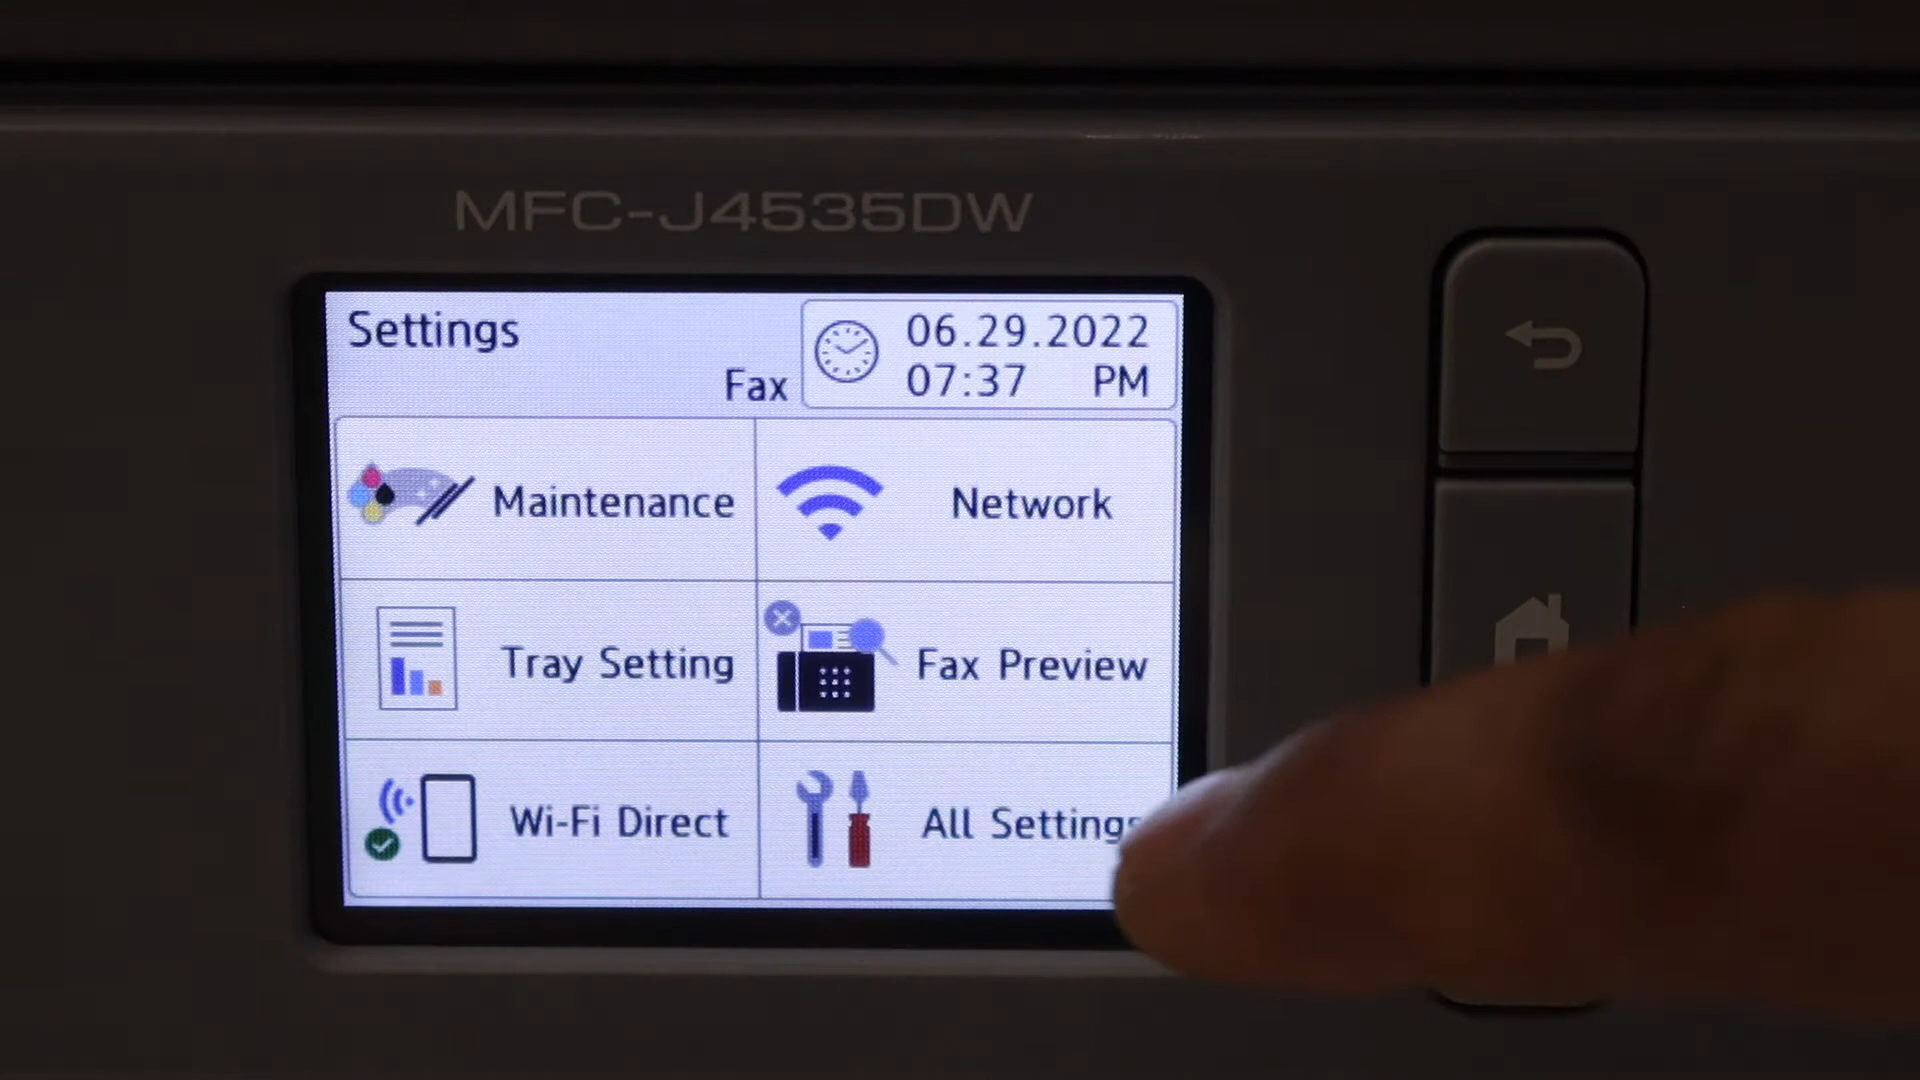 MFC-J4535DW
Settings
06.29.2022
Fax
07:37 PM
Maintenance
Network
Tray Setting
Fax Preview
Wi-Fi Direct
All Settings